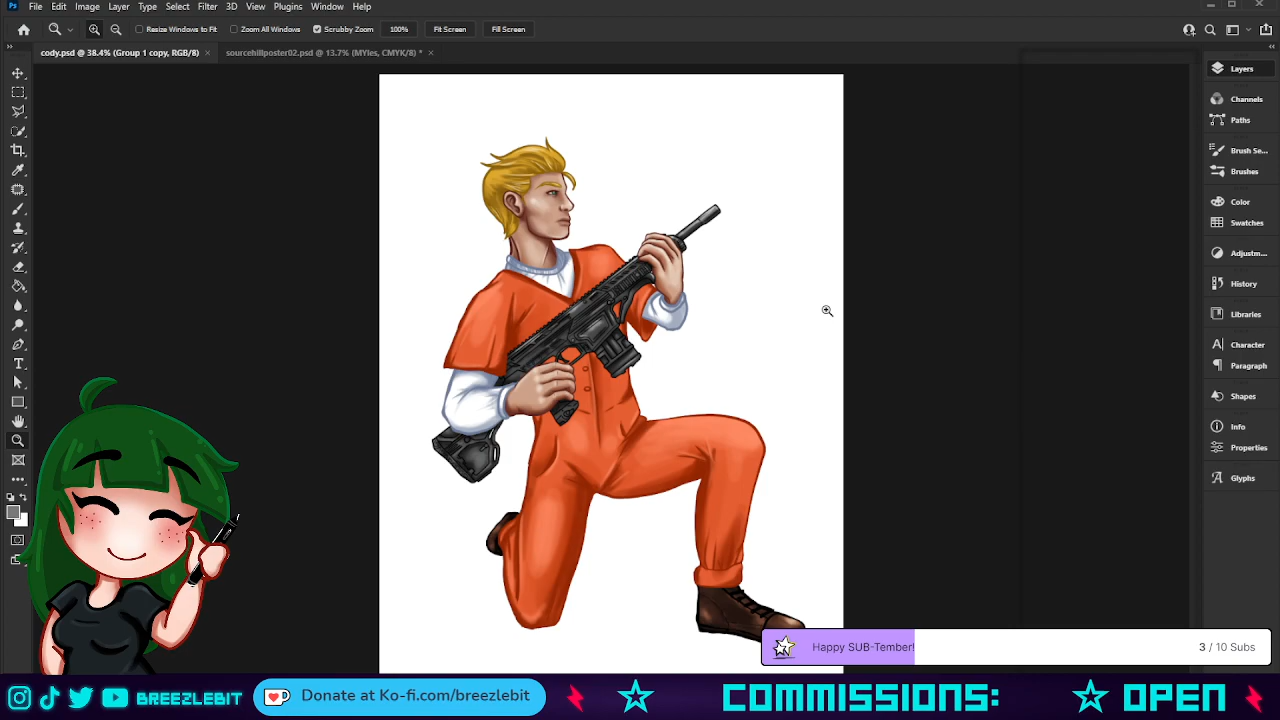 Ps File Edit Image Layer Type Select Filter 3D View Plugins Window Help
Resize Windows to Fit Zoom All Windows Scrubby Zoom 100% Fit Screen Fill Screen
cody.psd @ 38.4% (Group 1 copy, RGB/8) × sourcehillposter02.psd @ 13.7% (MYles, CMYK/8) * ×
Layers
Channels
Paths
Brush Se...
Brushes
Color
Swatches
Adjustm...
History
Libraries
Character
Paragraph
Shapes
Info
Properties
Glyphs
Happy SUB-Tember! 3 / 10 Subs
BREEZLEBIT Donate at Ko-fi.com/breezlebit COMMISSIONS: OPEN